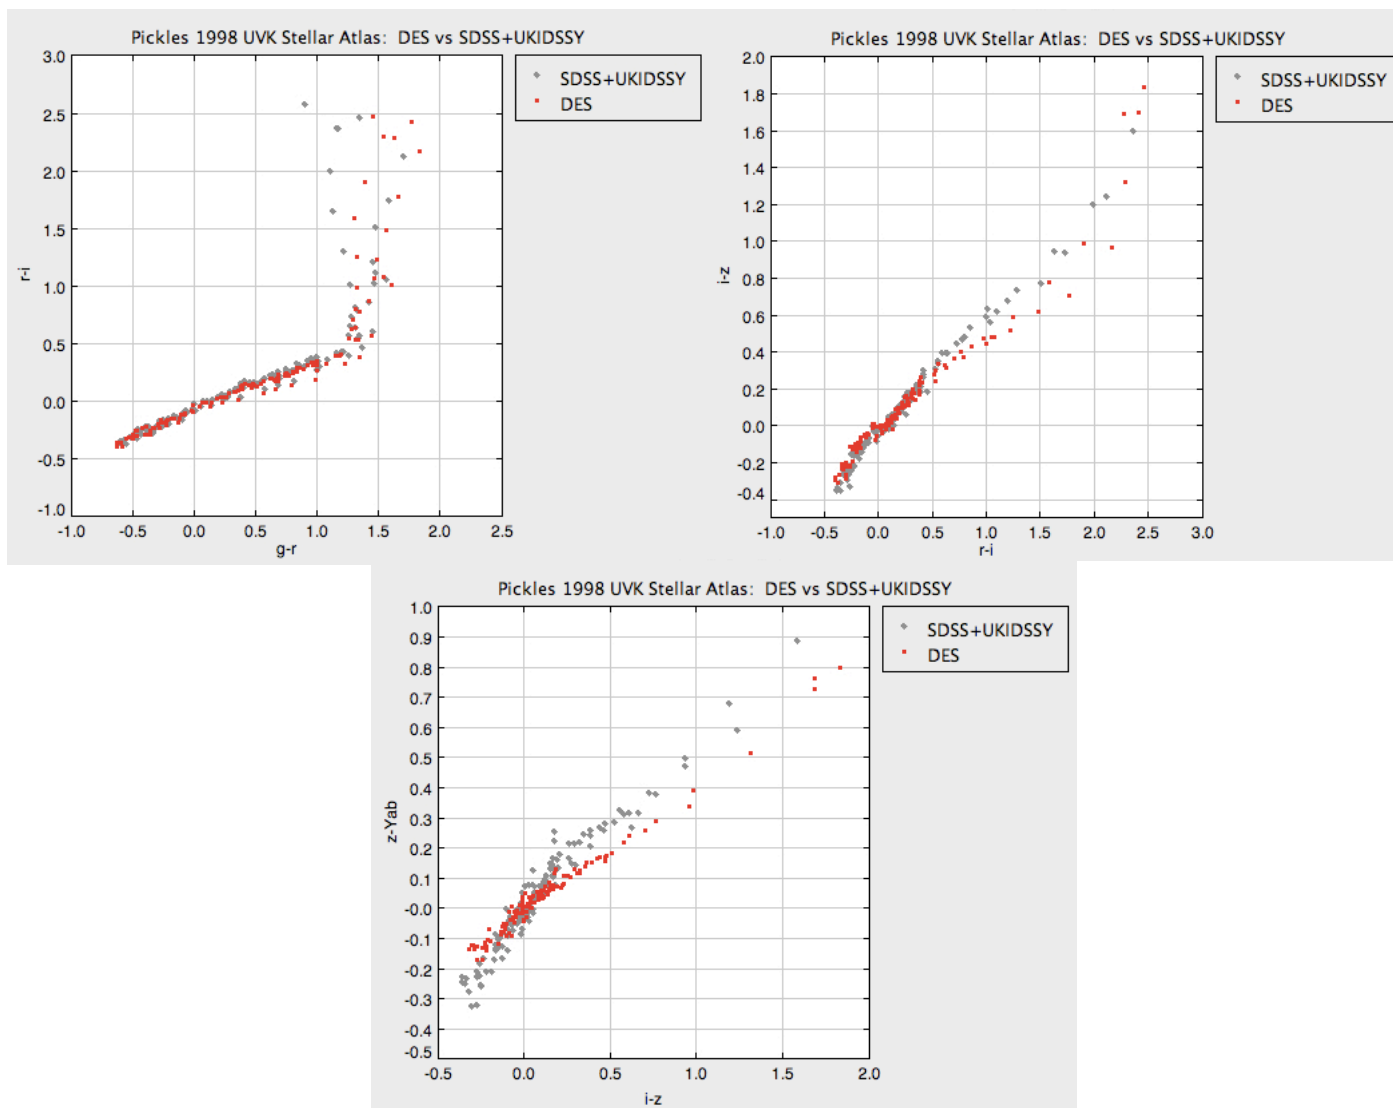 Pickles 1998 UVK Stellar Atlas: DES vs SDSS+UKIDSSY
3.0
2.5
2.0
1.5
1.0
0.5
0.0
-0.5
-1.0
r-i
-1.0 -0.5 0.0 0.5 1.0 1.5 2.0 2.5
g-r
SDSS+UKIDSSY
DES
Pickles 1998 UVK Stellar Atlas: DES vs SDSS+UKIDSSY
2.0
1.8
1.6
1.4
1.2
1.0
0.8
0.6
0.4
0.2
0.0
-0.2
-0.4
i-z
-1.0 -0.5 0.0 0.5 1.0 1.5 2.0 2.5 3.0
r-i
SDSS+UKIDSSY
DES
Pickles 1998 UVK Stellar Atlas: DES vs SDSS+UKIDSSY
1.0
0.9
0.8
0.7
0.6
0.5
0.4
0.3
0.2
0.1
-0.0
-0.1
-0.2
-0.3
-0.4
-0.5
z-Yab
-0.5 0.0 0.5 1.0 1.5 2.0
i-z
SDSS+UKIDSSY
DES